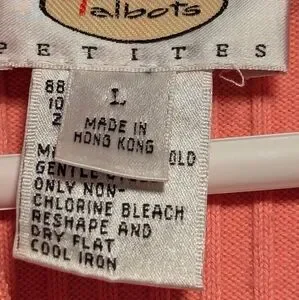 Talbots
PETITES
L
MADE IN
HONG KONG
88
10
2
OLD
GENTLE
ONLY NON-
CHLORINE BLEACH
RESHAPE AND
DRY FLAT
COOL IRON